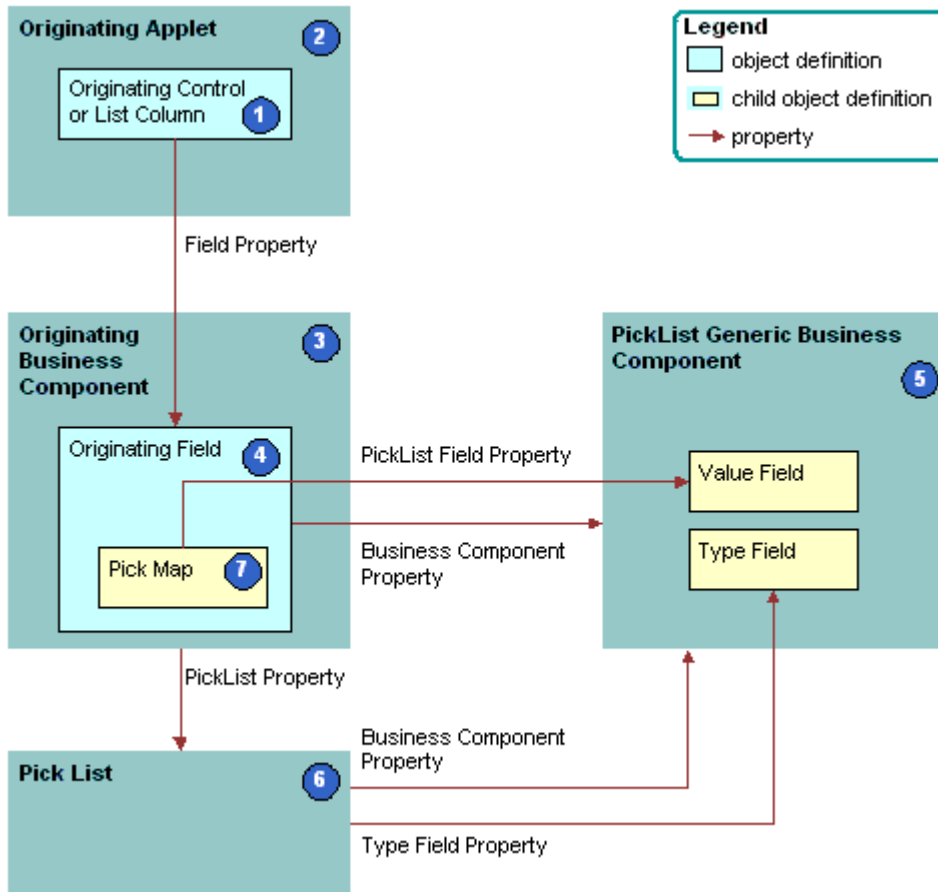 Originating Applet
2
Originating Control
or List Column
1
Legend
object definition
child object definition
property
Field Property
Originating
Business
Component
3
Originating Field
4
Pick Map
7
PickList Field Property
Business Component
Property
PickList Generic Business
Component
5
Value Field
Type Field
PickList Property
Pick List
6
Business Component
Property
Type Field Property